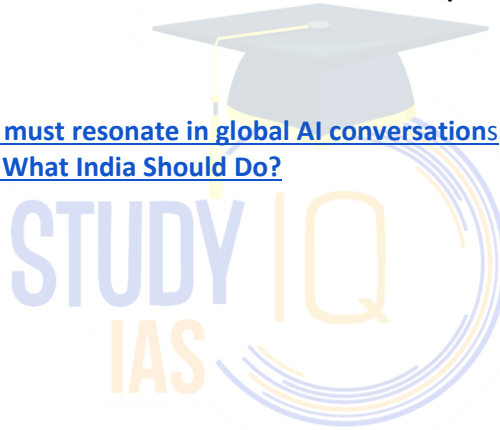 must resonate in global AI conversations
What India Should Do?
STUDY IQ
IAS